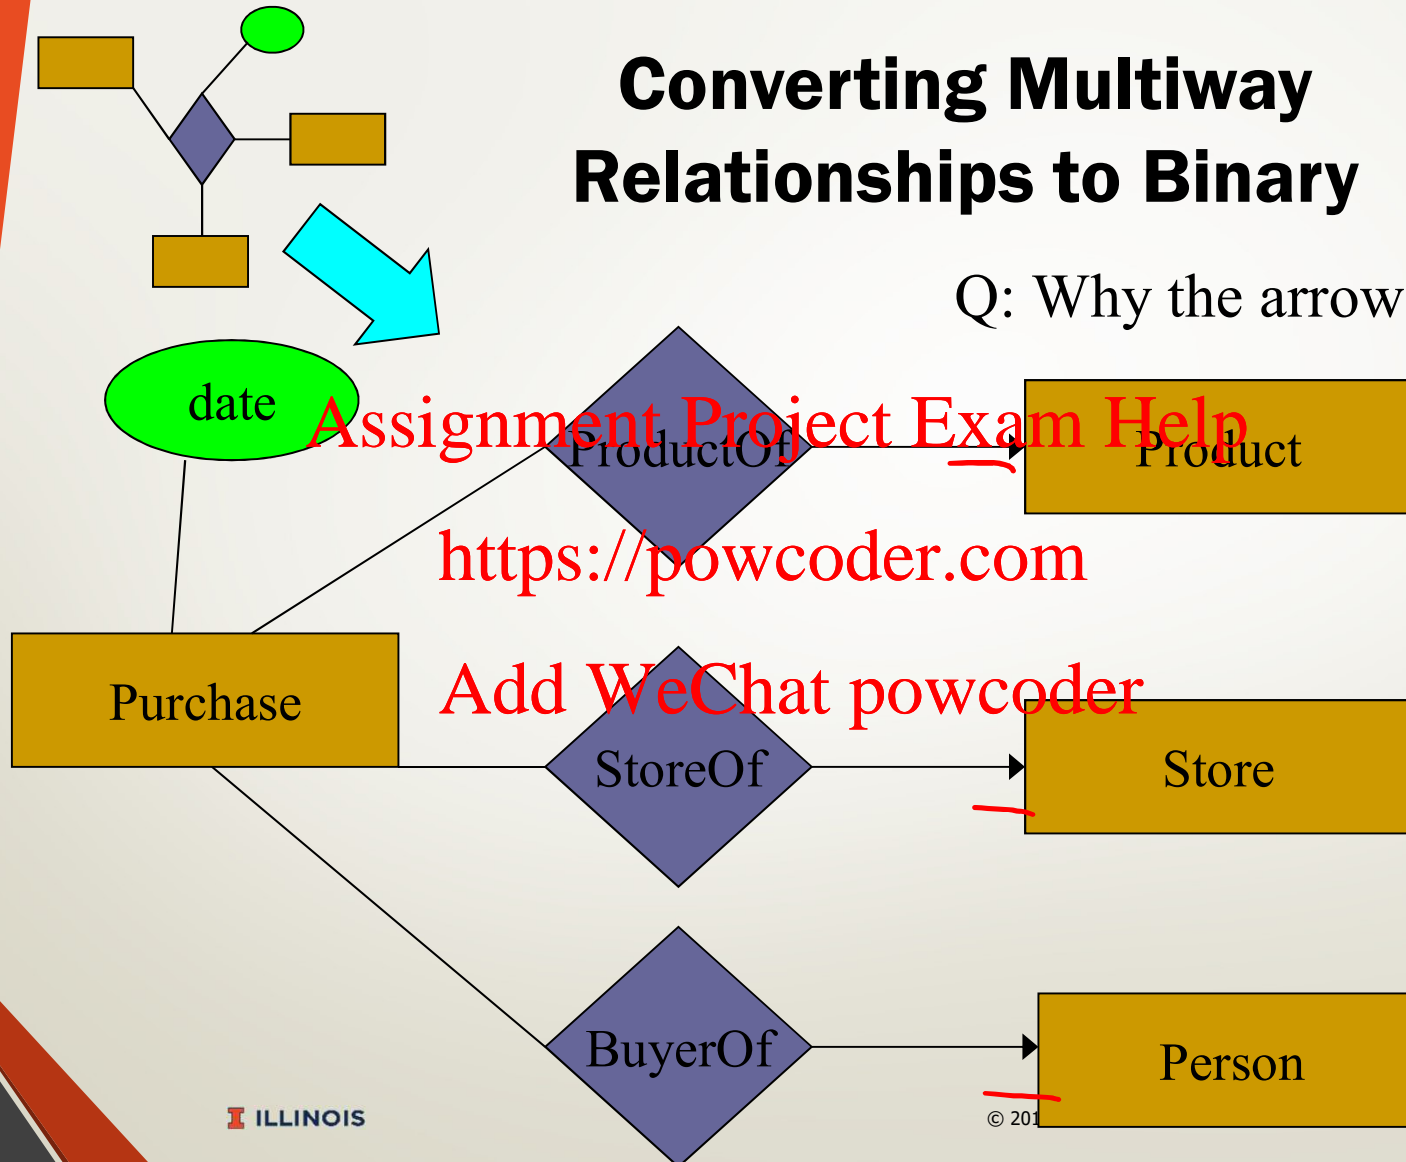 Converting Multiway
Relationships to Binary
Q: Why the arrow
date
Assignment Project Exam Help
ProductOf
Product
https://powcoder.com
Add WeChat powcoder
Purchase
StoreOf
Store
BuyerOf
Person
ILLINOIS
© 201